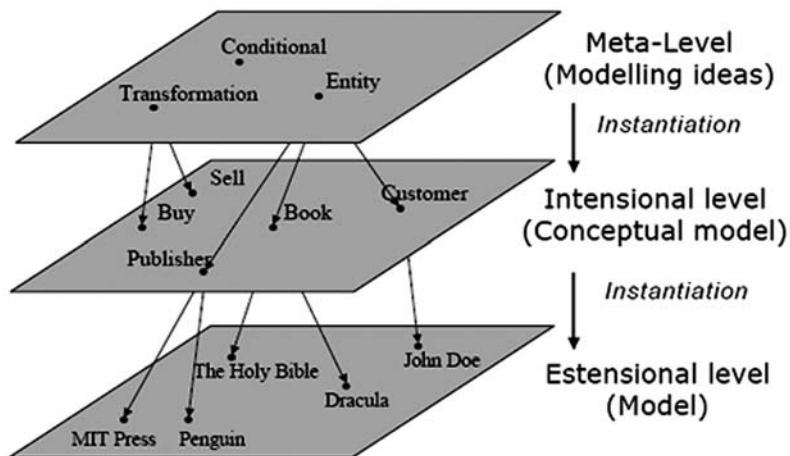 Conditional
Entity
Transformation
Meta-Level
(Modelling ideas)
Instantiation
Sell
Customer
Buy
Book
Publisher
Intensional level
(Conceptual model)
Instantiation
The Holy Bible
John Doe
Dracula
MIT Press
Penguin
Estensional level
(Model)